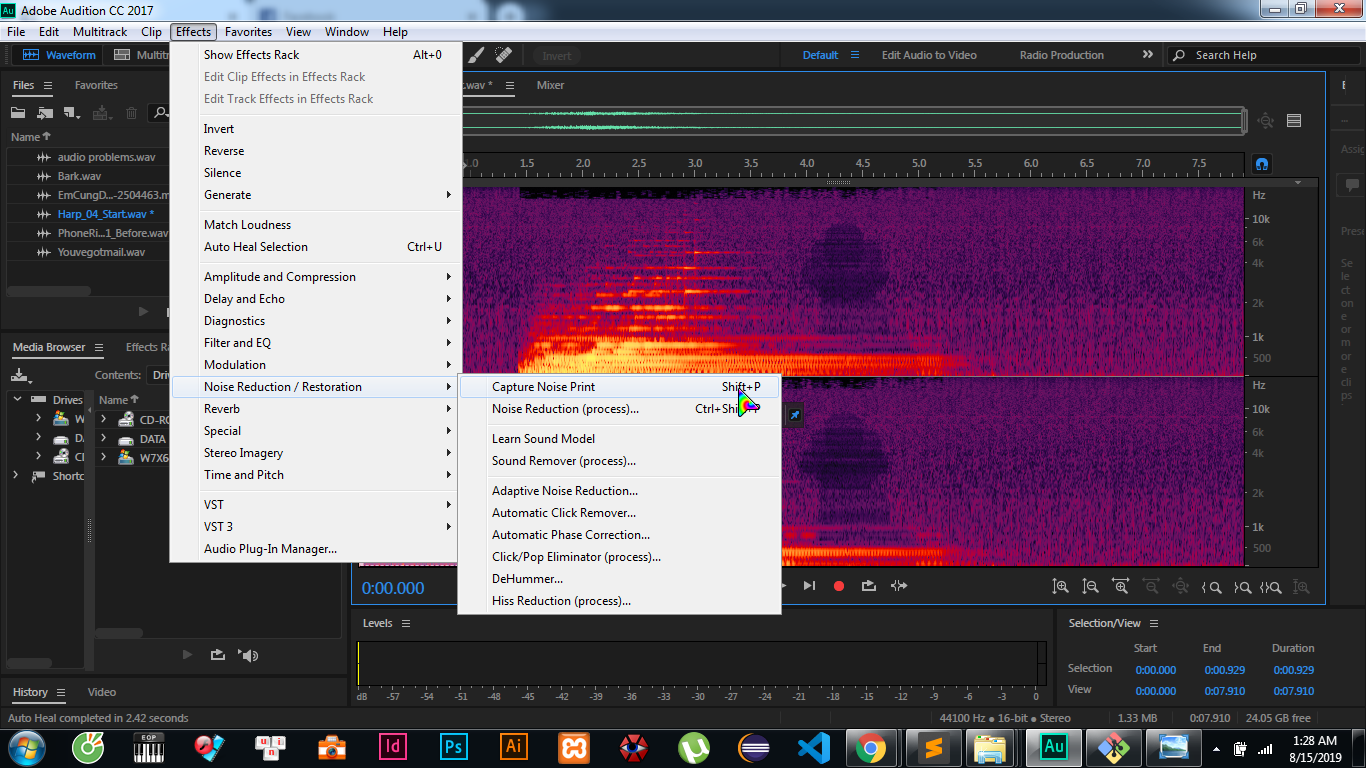 Adobe Audition CC 2017
File Edit Multitrack Clip Effects Favorites View Window Help
Waveform
Invert
Default
Edit Audio to Video
Radio Production
Search Help
Files
Favorites
Name
audio problems.wav
Bark.wav
EmCungD...-2504463.m
Harp_04_Start.wav *
PhoneRi...1_Before.wav
Youvegotmail.wav
Show Effects Rack Alt+0
Edit Clip Effects in Effects Rack
Edit Track Effects in Effects Rack
Invert
Reverse
Silence
Generate
Match Loudness
Auto Heal Selection Ctrl+U
Amplitude and Compression
Delay and Echo
Diagnostics
Filter and EQ
Modulation
Noise Reduction / Restoration
Reverb
Special
Stereo Imagery
Time and Pitch
VST
VST 3
Audio Plug-In Manager...
Capture Noise Print Shift+P
Noise Reduction (process)...
Learn Sound Model
Sound Remover (process)...
Adaptive Noise Reduction...
Automatic Click Remover...
Automatic Phase Correction...
Click/Pop Eliminator (process)...
DeHummer...
Hiss Reduction (process)...
.wav *
Mixer
1.0 1.5 2.0 2.5 3.0 3.5 4.0 4.5 5.0 5.5 6.0 6.5 7.0 7.5
Hz
10k
6k
4k
2k
1k
500
Hz
10k
6k
4k
2k
1k
500
Media Browser
Effects Ra
Contents: Driv
Drives
Name
CD-RO
DATA
W7X6
Shortc
0:00.000
Levels
dB -57 -54 -51 -48 -45 -42 -39 -36 -33 -30 -27 -24 -21 -18 -15 -12 -9 -6 -3 0
Selection/View
Start End Duration
Selection 0:00.000 0:00.929 0:00.929
View 0:00.000 0:07.910 0:07.910
Assig
Prese
Se
lect
on
e
or
m
or
e
cli
ps
History
Video
Auto Heal completed in 2.42 seconds
44100 Hz ● 16-bit ● Stereo
1.33 MB
0:07.910
24.05 GB free
EOP
Id
Ps
Ai
Au
1:28 AM
8/15/2019